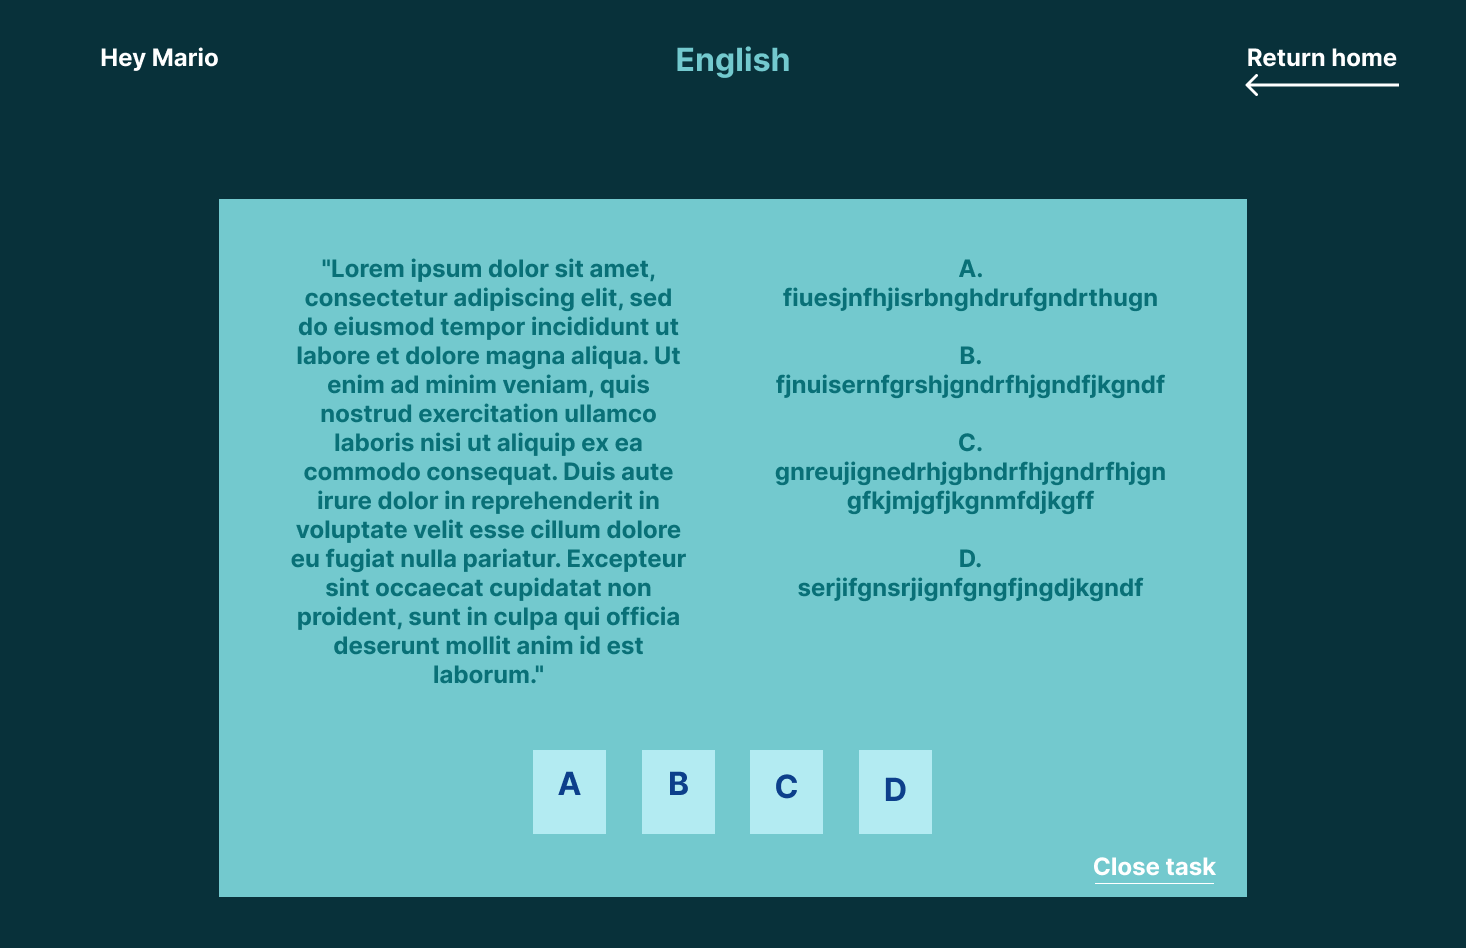 Hey Mario
English
Return home
"Lorem ipsum dolor sit amet,
consectetur adipiscing elit, sed
do eiusmod tempor incididunt ut
labore et dolore magna aliqua. Ut
enim ad minim veniam, quis
nostrud exercitation ullamco
laboris nisi ut aliquip ex ea
commodo consequat. Duis aute
irure dolor in reprehenderit in
voluptate velit esse cillum dolore
eu fugiat nulla pariatur. Excepteur
sint occaecat cupidatat non
proident, sunt in culpa qui officia
deserunt mollit anim id est
laborum."
A.
fiuesjnfhjisrbnghdrufgndrthugn
B.
fjnuisernfgrshjgndrfhjgndfjkgndf
C.
gnreujignedrhjgbndrfhjgndrfhjgn
gfkjmjgfjkgnmfdjkgff
D.
serjifgnsrjignfgngfjngdjkgndf
A
B
C
D
Close task